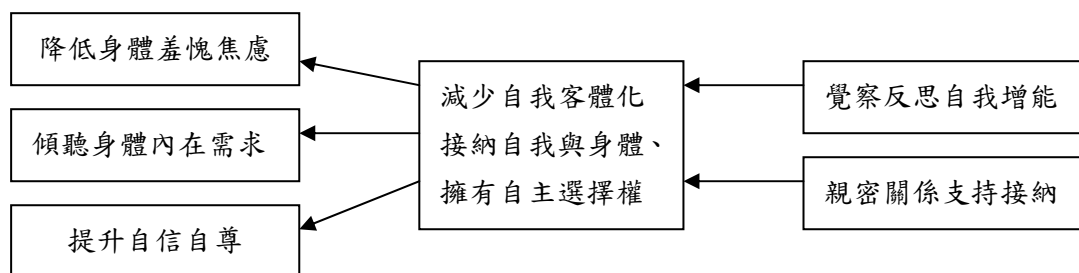 降低身體羞愧焦慮
傾聽身體內在需求
提升自信自尊
減少自我客體化
接納自我與身體、
擁有自主選擇權
覺察反思自我增能
親密關係支持接納